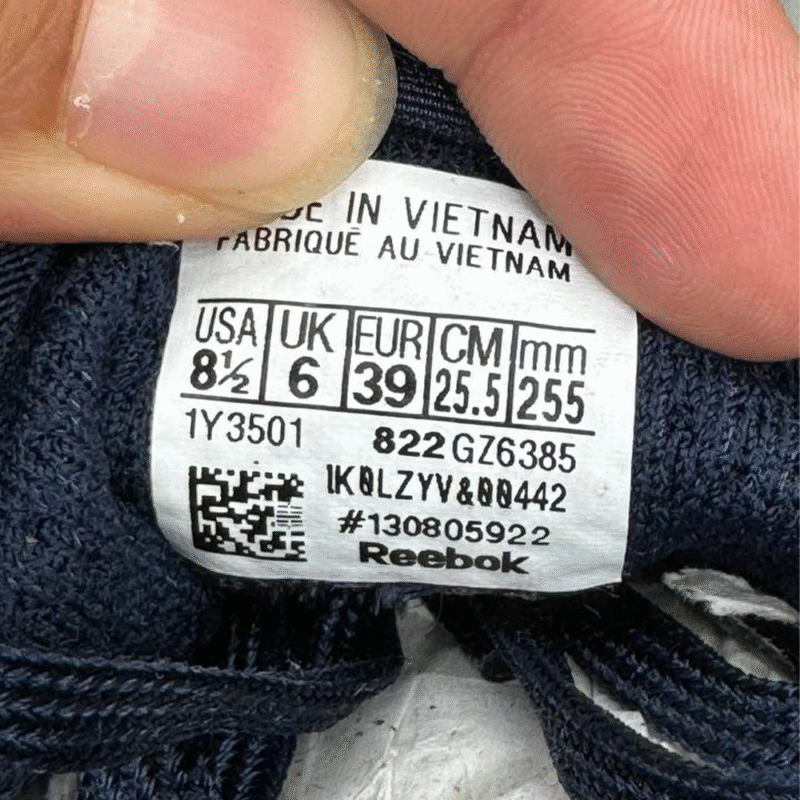 IN VIETNAM
FABRIQUÉ AU VIETNAM
USA UK EUR CM mm
8½ 6 39 25.5 255
1Y3501 822 GZ6385
1K0LZYV&00442
#130805922
Reebok